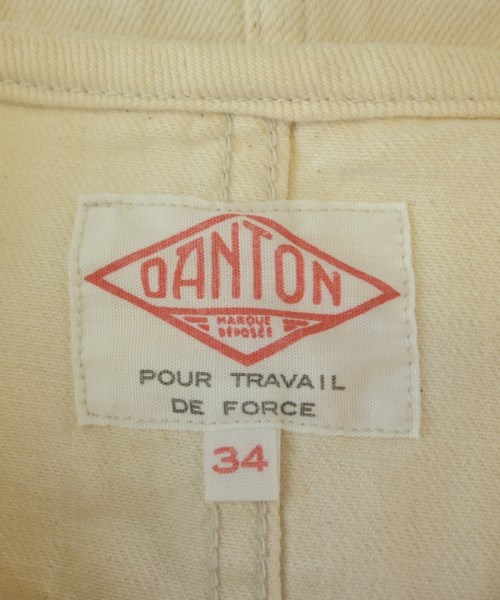 DANTON
MARQUE
DÉPOSÉE
POUR TRAVAIL
DE FORCE
34